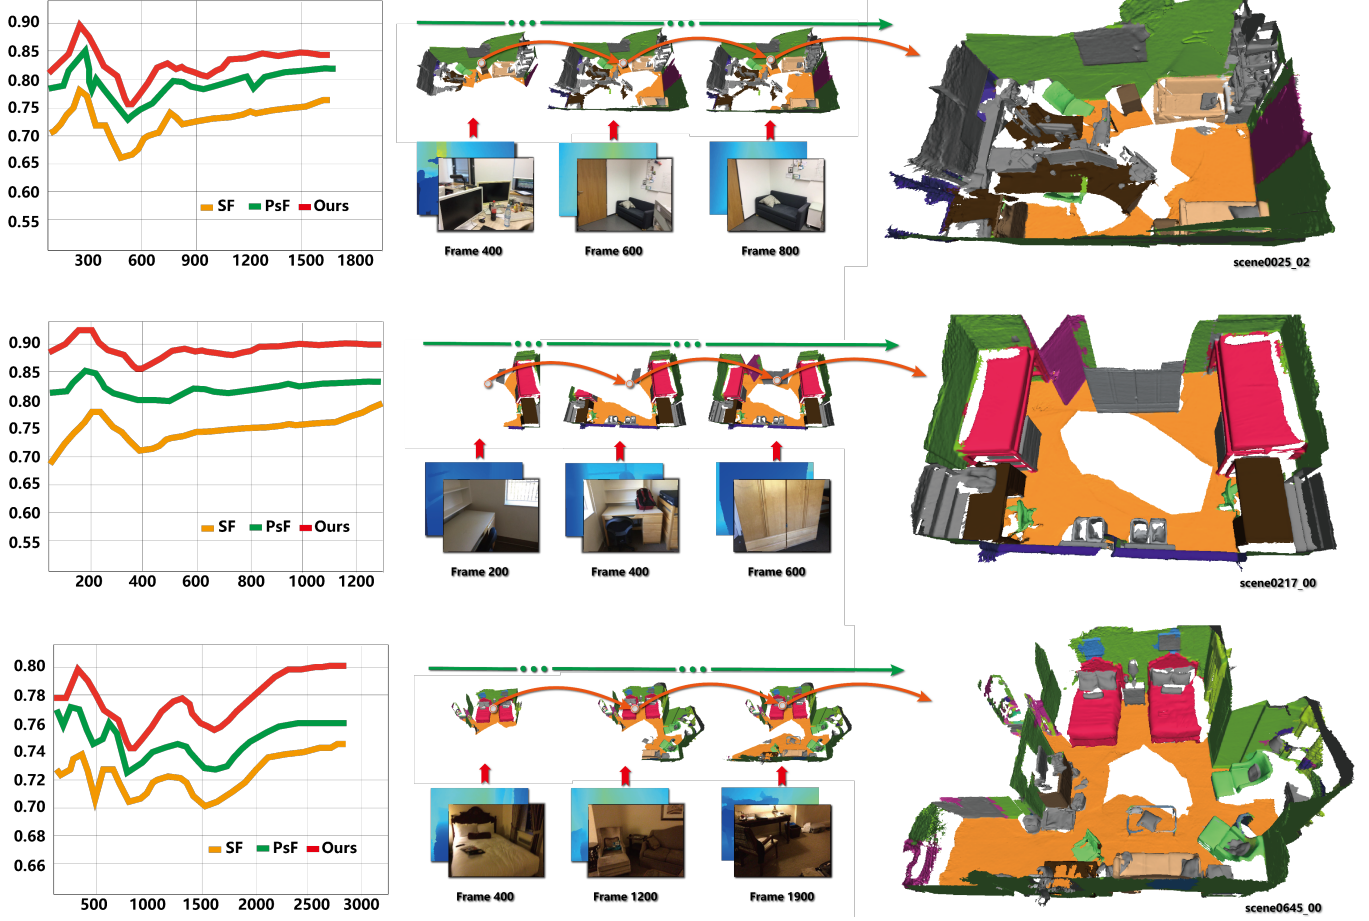 0.90
0.85
0.80
0.75
0.70
0.65
0.60
0.55
SF PsF Ours
300 600 900 1200 1500 1800
Frame 400 Frame 600 Frame 800
scene0025_02
0.90
0.85
0.80
0.75
0.70
0.65
0.60
0.55
SF PsF Ours
200 400 600 800 1000 1200
Frame 200 Frame 400 Frame 600
scene0217_00
0.80
0.78
0.76
0.74
0.72
0.70
0.68
0.66
SF PsF Ours
500 1000 1500 2000 2500 3000
Frame 400 Frame 1200 Frame 1900
scene0645_00